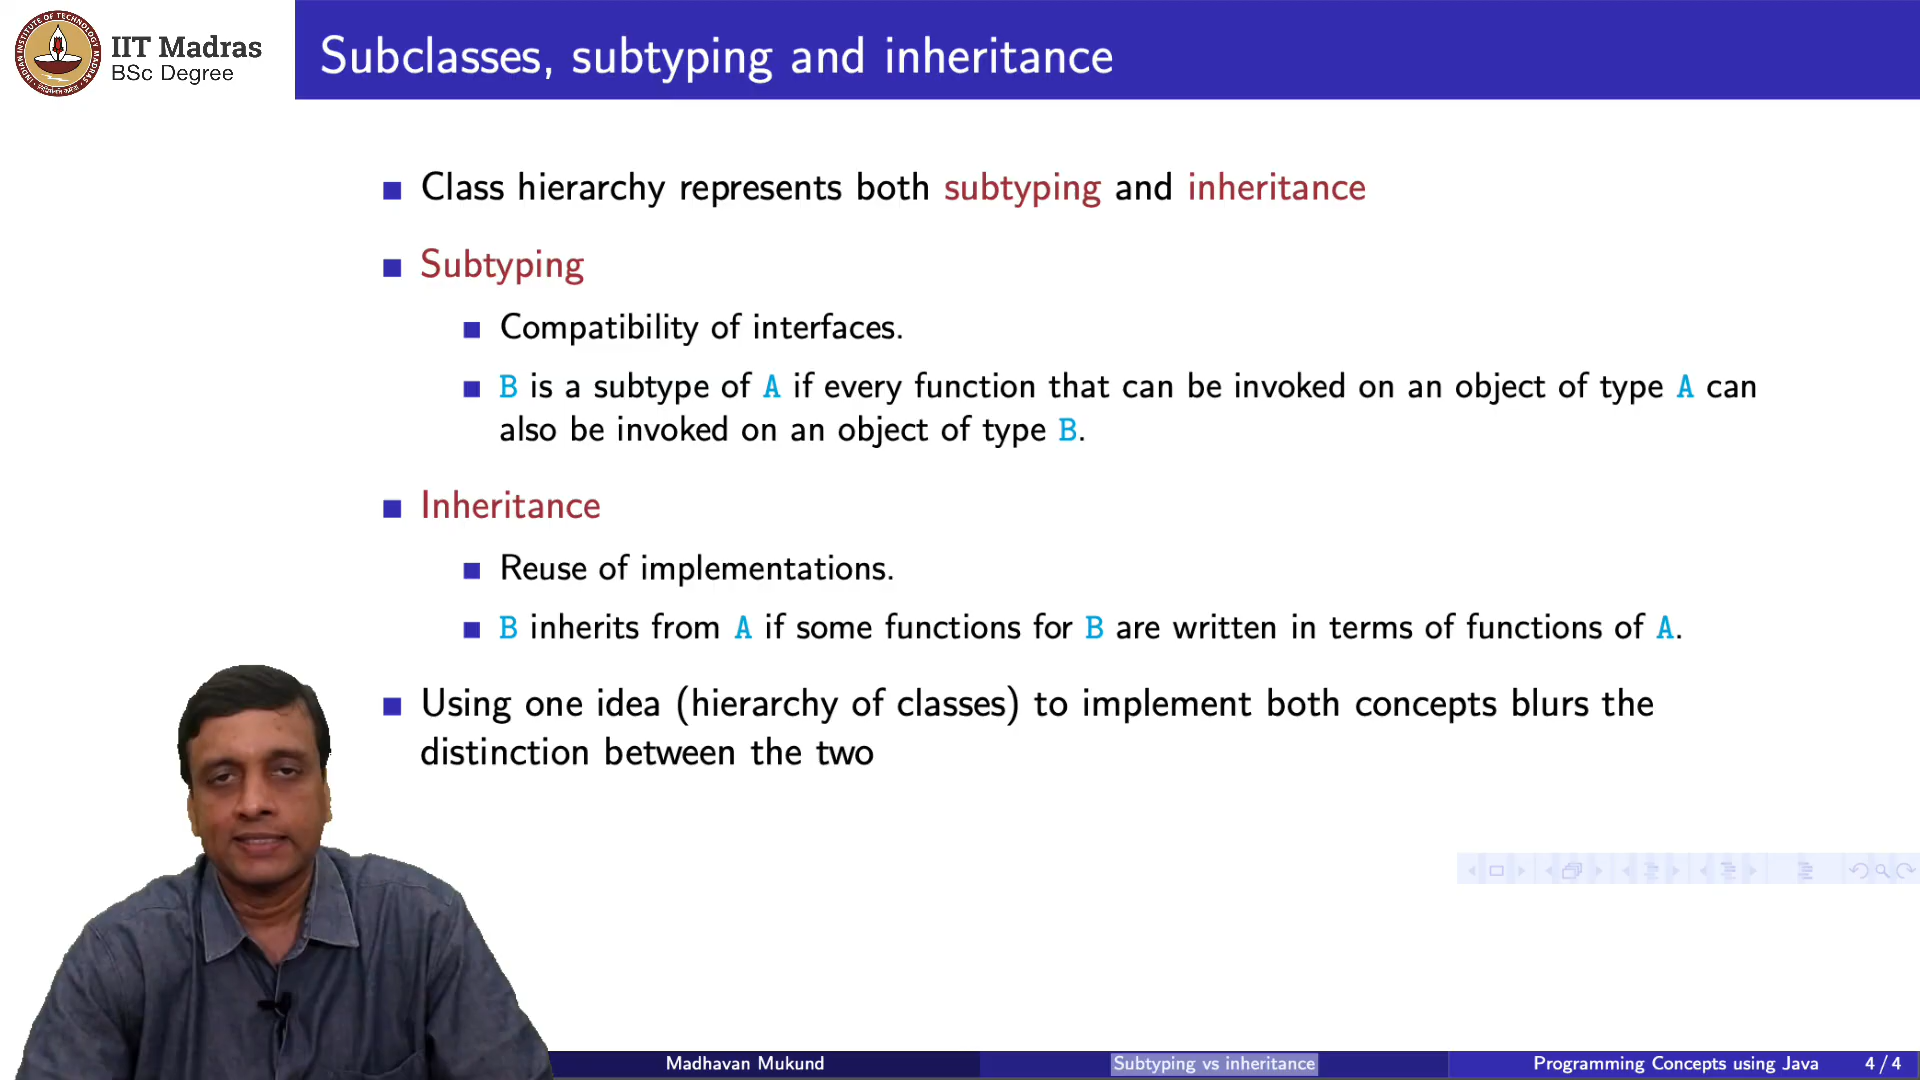 IIT Madras
BSc Degree
Subclasses, subtyping and inheritance
Class hierarchy represents both subtyping and inheritance
Subtyping
Compatibility of interfaces.
B is a subtype of A if every function that can be invoked on an object of type A can
also be invoked on an object of type B.
Inheritance
Reuse of implementations.
B inherits from A if some functions for B are written in terms of functions of A.
Using one idea (hierarchy of classes) to implement both concepts blurs the
distinction between the two
Madhavan Mukund
Subtyping vs inheritance
Programming Concepts using Java
4 / 4